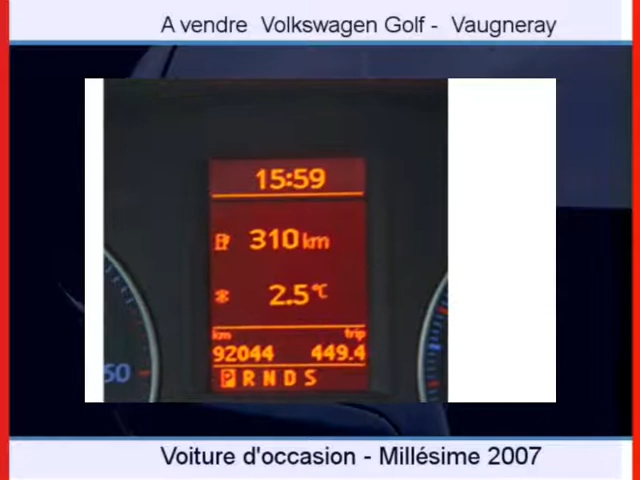 A vendre Volkswagen Golf - Vaugneray
15:59
310 km
2.5°C
km trip
92044 449.4
P R N D S
50
Voiture d'occasion - Millésime 2007